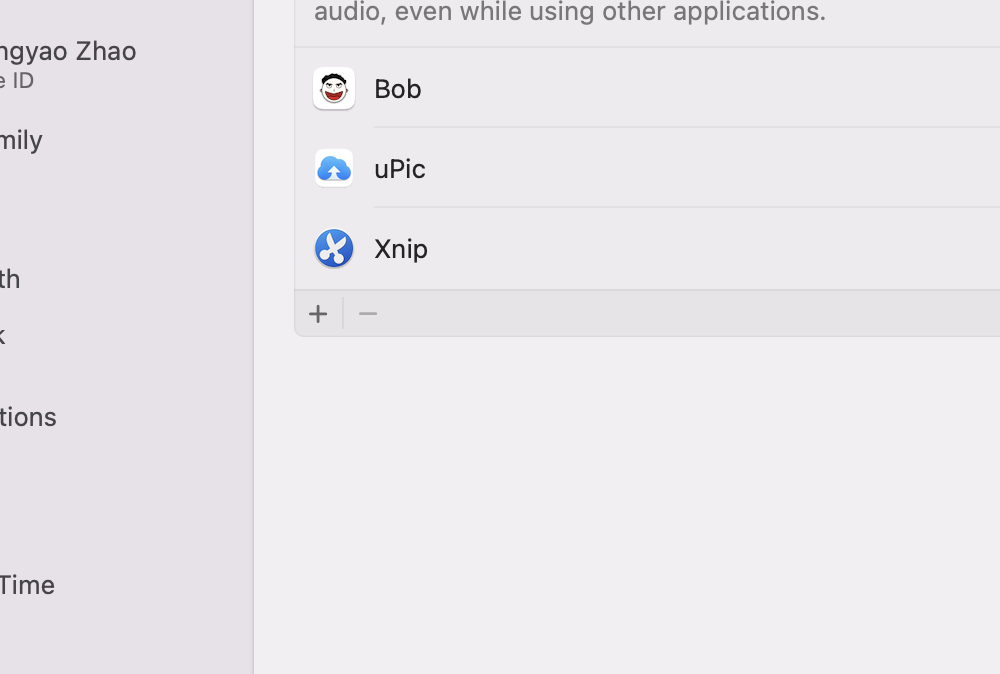 audio, even while using other applications.
ngyao Zhao
e ID
mily
th
k
tions
Time
Bob
uPic
Xnip